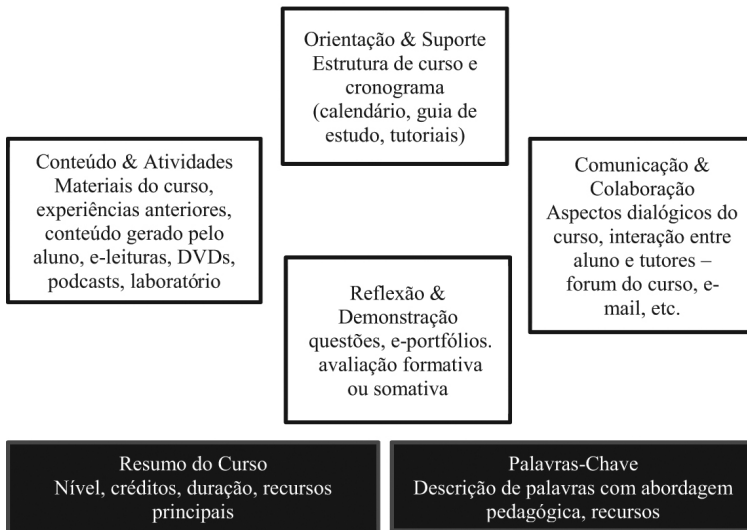 Orientação & Suporte
Estrutura de curso e
cronograma
(calendário, guia de
estudo, tutoriais)
Conteúdo & Atividades
Materiais do curso,
experiências anteriores,
conteúdo gerado pelo
aluno, e-leituras, DVDs,
podcasts, laboratório
Comunicação &
Colaboração
Aspectos dialógicos do
curso, interação entre
aluno e tutores –
forum do curso, e-
mail, etc.
Reflexão &
Demonstração
questões, e-portfólios.
avaliação formativa
ou somativa
Resumo do Curso
Nível, créditos, duração, recursos
principais
Palavras-Chave
Descrição de palavras com abordagem
pedagógica, recursos